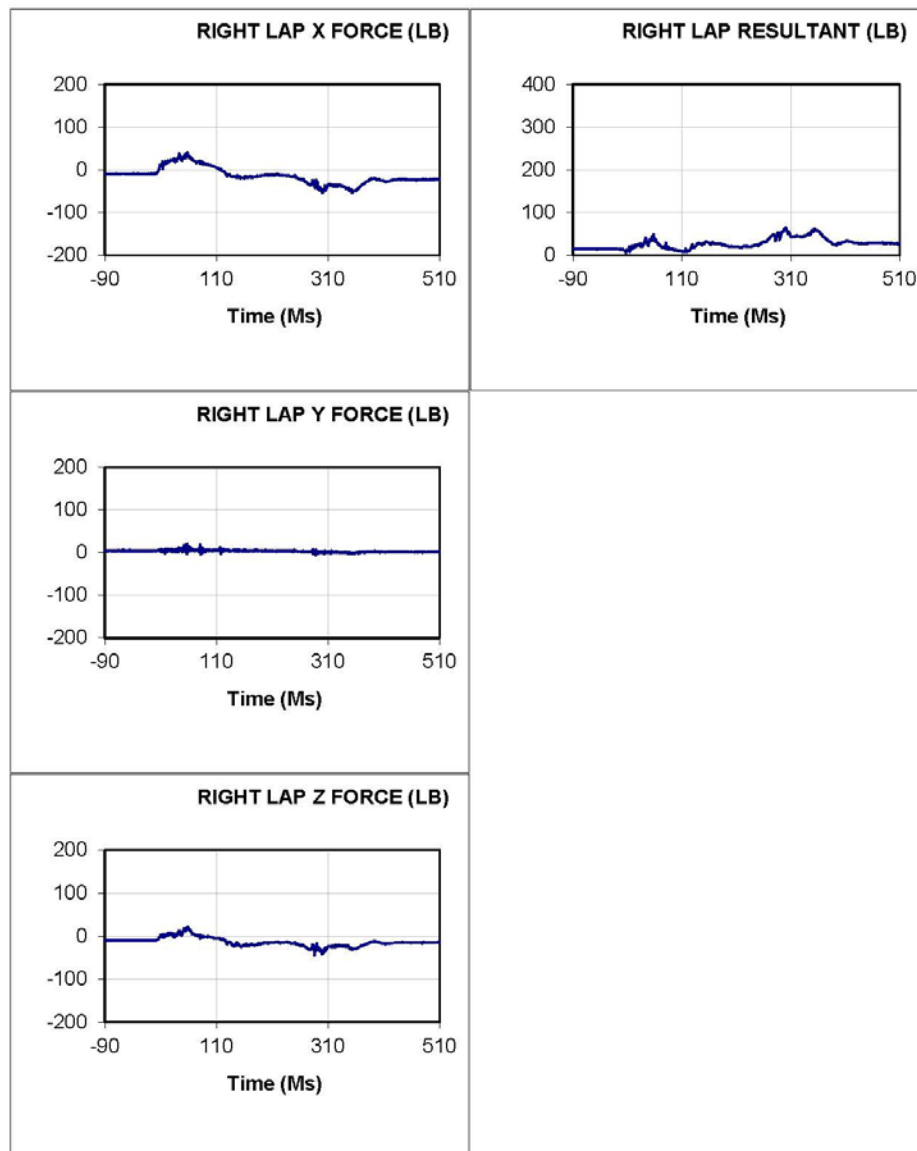 RIGHT LAP X FORCE (LB)
200
100
0
-100
-200
-90 110 310 510
Time (Ms)
RIGHT LAP RESULTANT (LB)
400
300
200
100
0
-90 110 310 510
Time (Ms)
RIGHT LAP Y FORCE (LB)
200
100
0
-100
-200
-90 110 310 510
Time (Ms)
RIGHT LAP Z FORCE (LB)
200
100
0
-100
-200
-90 110 310 510
Time (Ms)